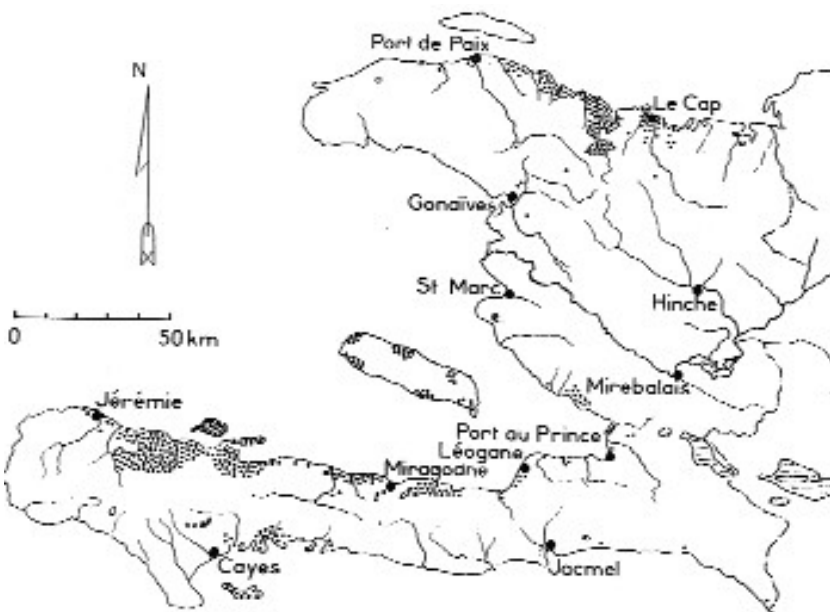 Port de Paix
N
Le Cap
Gonaïves
St Marc
Hinche
0 50 km
Mirebalais
Jérémie
Port au Prince
Léogane
Miragoane
Cayes
Jacmel